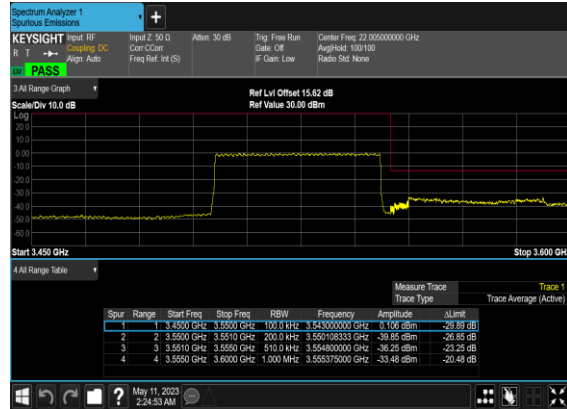 Spectrum Analyzer 1
Spurious Emissions
+
KEYSIGHT Input: RF Input Z: 50 Ω Atten: 30 dB Trig: Free Run Center Freq: 22.005000000 GHz
R T Coupling: DC Corr CCorr Gate: Off Avg|Hold: 100/100
Align: Auto Freq Ref: Int (S) IF Gain: Low Radio Std: None
PASS
3 All Range Graph
Ref Lvl Offset 15.62 dB
Scale/Div 10.0 dB Ref Value 30.00 dBm
Log
20.0
10.0
0.00
-10.0
-20.0
-30.0
-40.0
-50.0
-60.0
Start 3.450 GHz Stop 3.600 GH
4 All Range Table
Measure Trace Trace 1
Trace Type Trace Average (Active)
Spur Range Start Freq Stop Freq RBW Frequency Amplitude ΔLimit
1 1 3.4500 GHz 3.5500 GHz 100.0 kHz 3.543000000 GHz 0.106 dBm -29.89 dB
2 2 3.5500 GHz 3.5510 GHz 200.0 kHz 3.550108333 GHz -39.85 dBm -26.85 dB
3 3 3.5510 GHz 3.5550 GHz 510.0 kHz 3.554800000 GHz -36.25 dBm -23.25 dB
4 4 3.5550 GHz 3.6000 GHz 1.000 MHz 3.555375000 GHz -33.48 dBm -20.48 dB
? May 11, 2023
2:24:53 AM